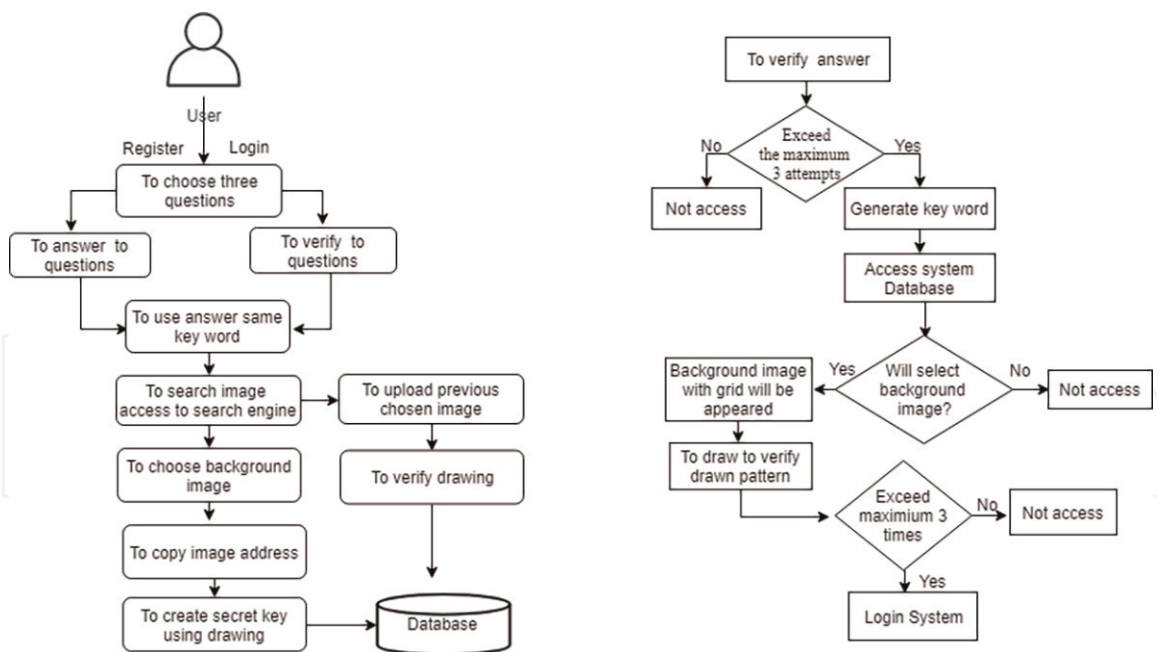 User
Register
Login
To choose three
questions
To answer to
questions
To verify to
questions
To use answer same
key word
To search image
access to search engine
To upload previous
chosen image
To choose background
image
To verify drawing
To copy image address
To create secret key
using drawing
Database
To verify answer
Exceed
the maximum
3 attempts
No
Yes
Not access
Generate key word
Access system
Database
Will select
background
image?
Yes
No
Background image
with grid will be
appeared
Not access
To draw to verify
drawn pattern
Exceed
maximium 3
times
No
Not access
Yes
Login System